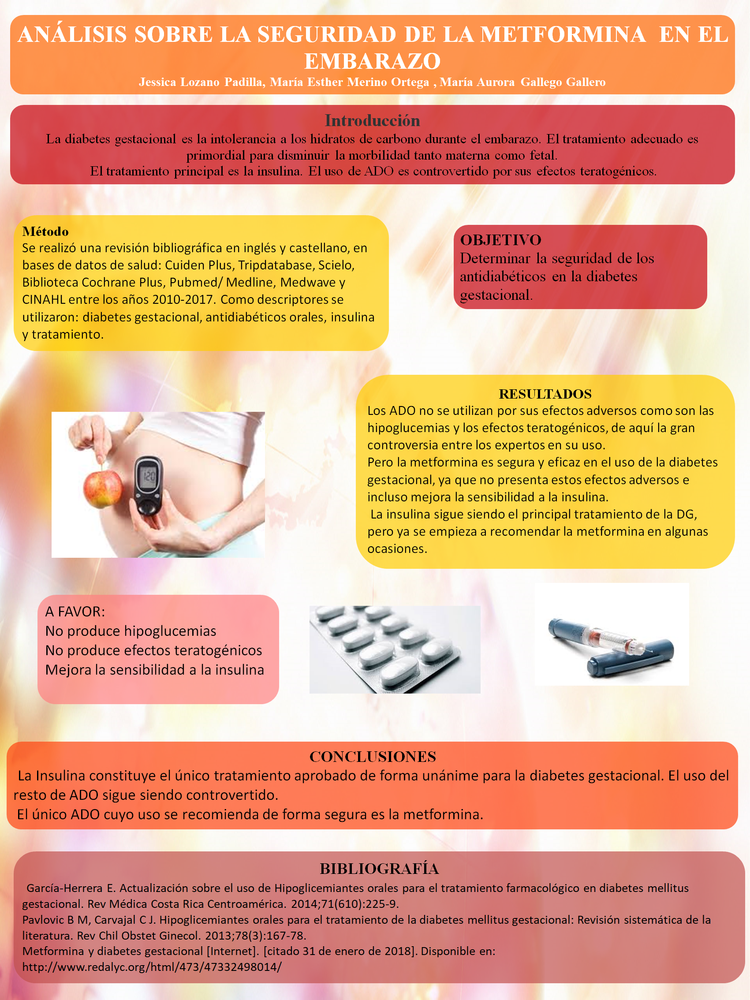 ANÁLISIS SOBRE LA SEGURIDAD DE LA METFORMINA EN EL
EMBARAZO
Jessica Lozano Padilla, María Esther Merino Ortega , María Aurora Gallego Gallero
Introducción
La diabetes gestacional es la intolerancia a los hidratos de carbono durante el embarazo. El tratamiento adecuado es
primordial para disminuir la morbilidad tanto materna como fetal.
El tratamiento principal es la insulina. El uso de ADO es controvertido por sus efectos teratogénicos.
Método
Se realizó una revisión bibliográfica en inglés y castellano, en
bases de datos de salud: Cuiden Plus, Tripdatabase, Scielo,
Biblioteca Cochrane Plus, Pubmed/ Medline, Medwave y
CINAHL entre los años 2010-2017. Como descriptores se
utilizaron: diabetes gestacional, antidiabéticos orales, insulina
y tratamiento.
OBJETIVO
Determinar la seguridad de los
antidiabéticos en la diabetes
gestacional.
RESULTADOS
Los ADO no se utilizan por sus efectos adversos como son las
hipoglucemias y los efectos teratogénicos, de aquí la gran
controversia entre los expertos en su uso.
Pero la metformina es segura y eficaz en el uso de la diabetes
gestacional, ya que no presenta estos efectos adversos e
incluso mejora la sensibilidad a la insulina.
La insulina sigue siendo el principal tratamiento de la DG,
pero ya se empieza a recomendar la metformina en algunas
ocasiones.
120
A FAVOR:
No produce hipoglucemias
No produce efectos teratogénicos
Mejora la sensibilidad a la insulina
CONCLUSIONES
La Insulina constituye el único tratamiento aprobado de forma unánime para la diabetes gestacional. El uso del
resto de ADO sigue siendo controvertido.
El único ADO cuyo uso se recomienda de forma segura es la metformina.
BIBLIOGRAFÍA
García-Herrera E. Actualización sobre el uso de Hipoglicemiantes orales para el tratamiento farmacológico en diabetes mellitus
gestacional. Rev Médica Costa Rica Centroamérica. 2014;71(610):225-9.
Pavlovic B M, Carvajal C J. Hipoglicemiantes orales para el tratamiento de la diabetes mellitus gestacional: Revisión sistemática de la
literatura. Rev Chil Obstet Ginecol. 2013;78(3):167-78.
Metformina y diabetes gestacional [Internet]. [citado 31 de enero de 2018]. Disponible en:
http://www.redalyc.org/html/473/47332498014/